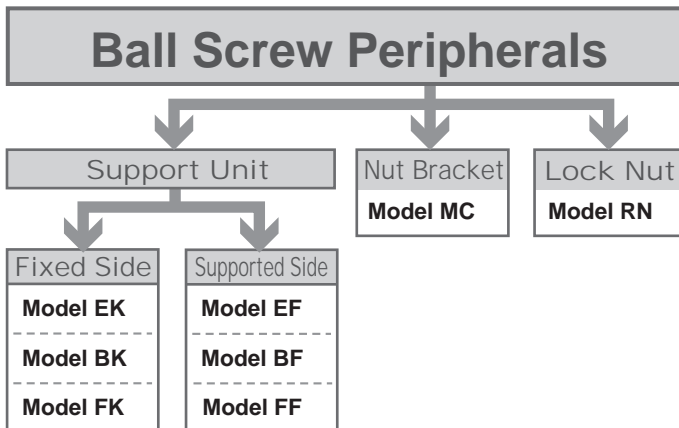 Ball Screw Peripherals
Support Unit
Nut Bracket
Model MC
Lock Nut
Model RN
Fixed Side
Model EK
Model BK
Model FK
Supported Side
Model EF
Model BF
Model FF